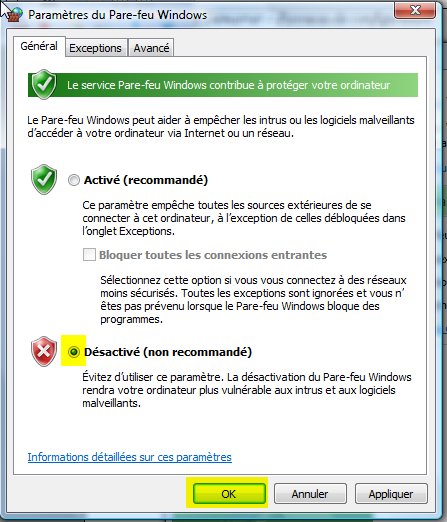 Paramètres du Pare-feu Windows
Général
Exceptions
Avancé
Le service Pare-feu Windows contribue à protéger votre ordinateur
Le Pare-feu Windows peut aider à empêcher les intrus ou les logiciels malveillants
d’accéder à votre ordinateur via Internet ou un réseau.
Activé (recommandé)
Ce paramètre empêche toutes les sources extérieures de se
connecter à cet ordinateur, à l’exception de celles débloquées dans
l’onglet Exceptions.
Bloquer toutes les connexions entrantes
Sélectionnez cette option si vous vous connectez à des réseaux
moins sécurisés. Toutes les exceptions sont ignorées et vous n’
êtes pas prévenu lorsque le Pare-feu Windows bloque des
programmes.
Désactivé (non recommandé)
Évitez d’utiliser ce paramètre. La désactivation du Pare-feu Windows
rendra votre ordinateur plus vulnérable aux intrus et aux logiciels
malveillants.
Informations détaillées sur ces paramètres
OK
Annuler
Appliquer